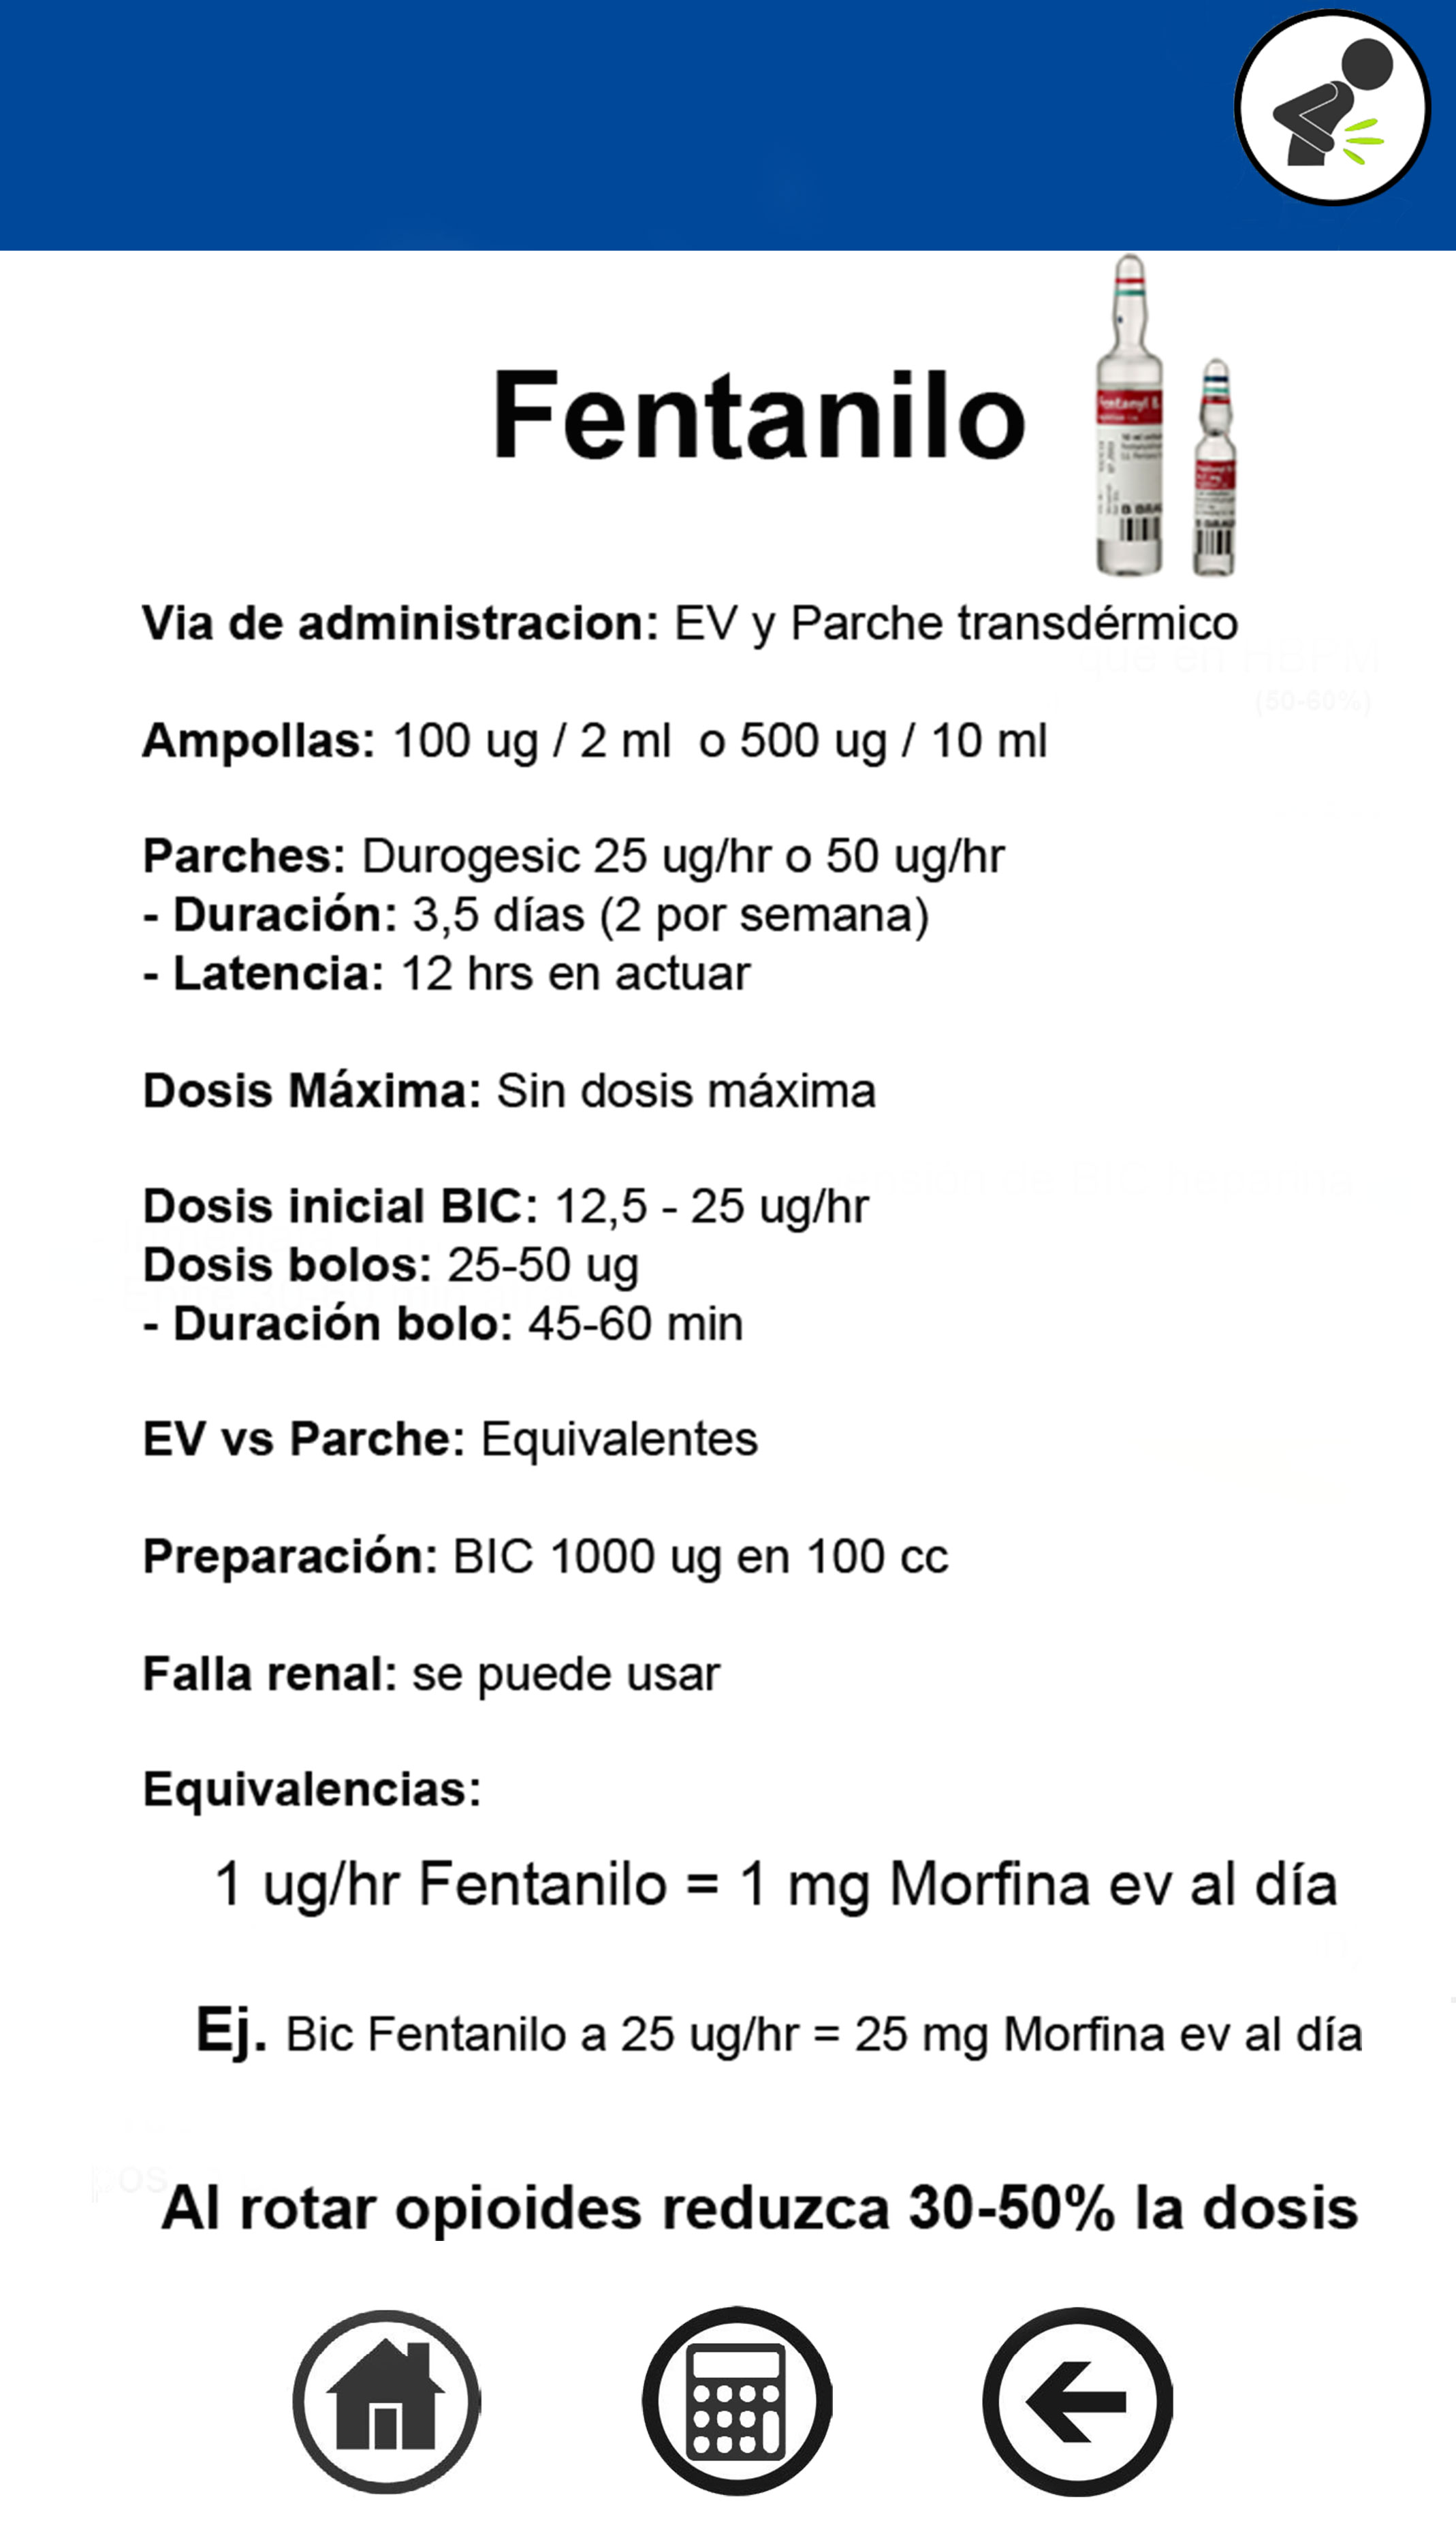 Fentanilo
Via de administracion: EV y Parche transdérmico
(50-60%)
Ampollas: 100 ug / 2 ml o 500 ug / 10 ml
Parches: Durogesic 25 ug/hr o 50 ug/hr
- Duración: 3,5 días (2 por semana)
- Latencia: 12 hrs en actuar
Dosis Máxima: Sin dosis máxima
Dosis inicial BIC: 12,5 - 25 ug/hr
Dosis bolos: 25-50 ug
- Duración bolo: 45-60 min
EV vs Parche: Equivalentes
Preparación: BIC 1000 ug en 100 cc
Falla renal: se puede usar
Equivalencias:
1 ug/hr Fentanilo = 1 mg Morfina ev al día
Ej. Bic Fentanilo a 25 ug/hr = 25 mg Morfina ev al día
Al rotar opioides reduzca 30-50% la dosis